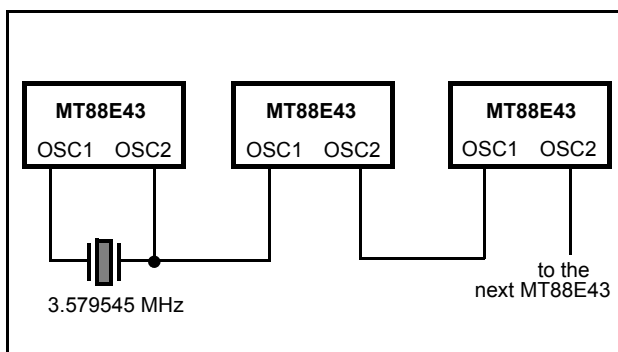 MT88E43
OSC1 OSC2
MT88E43
OSC1 OSC2
MT88E43
OSC1 OSC2
3.579545 MHz
to the
next MT88E43